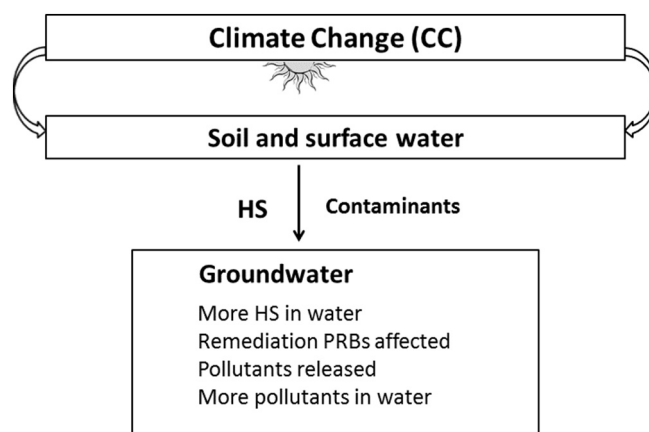 Climate Change (CC)
Soil and surface water
HS Contaminants
Groundwater
More HS in water
Remediation PRBs affected
Pollutants released
More pollutants in water